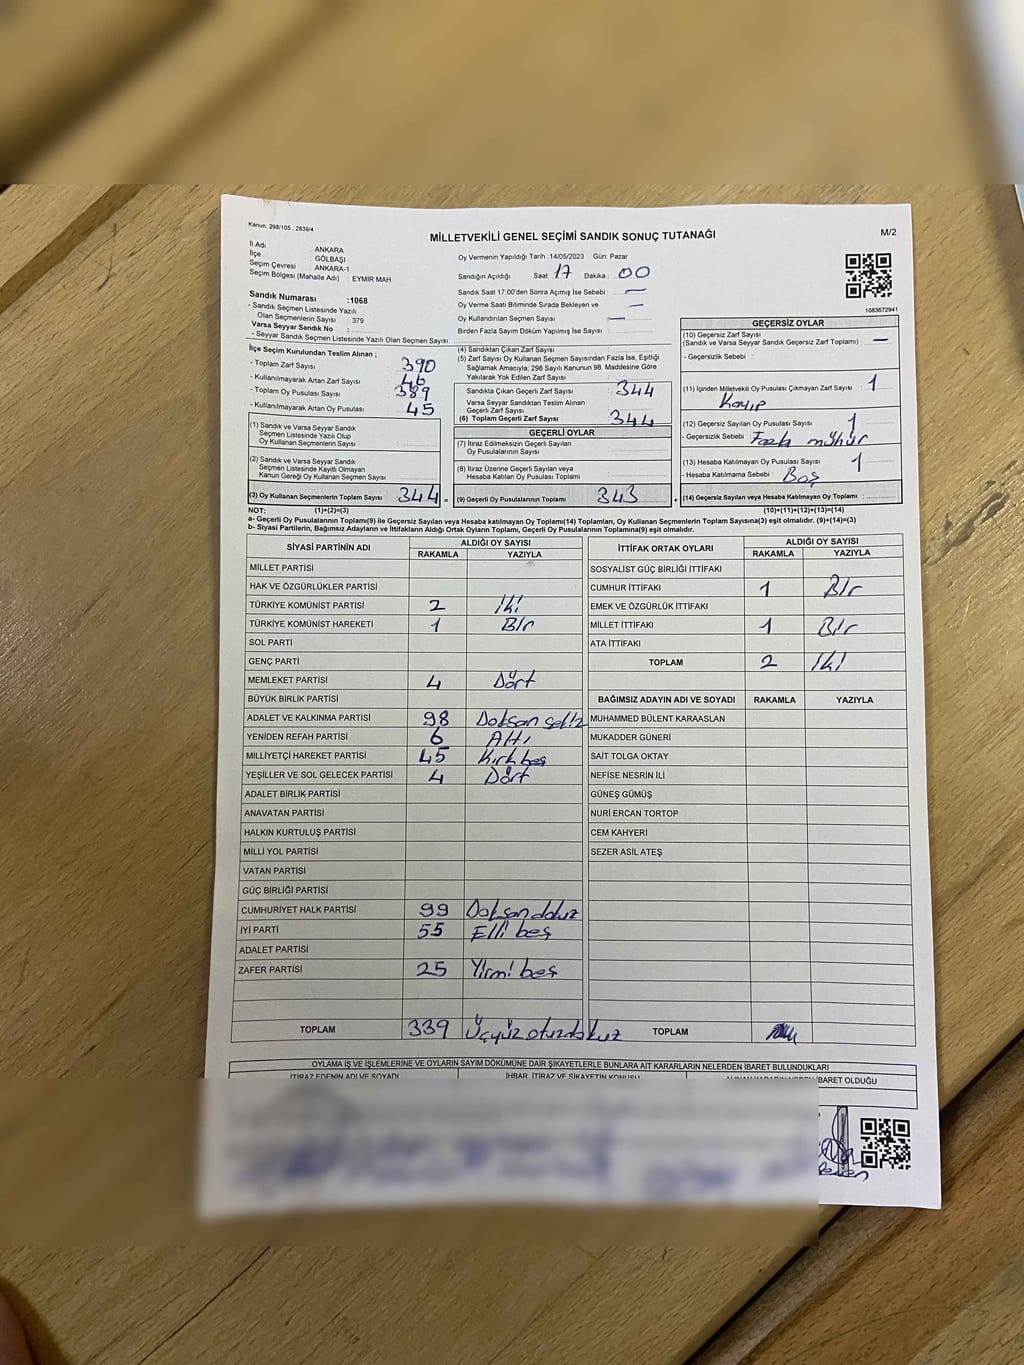 Kanun: 298/105 , 2839/4
MİLLETVEKİLİ GENEL SEÇİMİ SANDIK SONUÇ TUTANAĞI
M/2
İl Adı ANKARA
İlçe GÖLBAŞI
Seçim Çevresi ANKARA-1
Seçim Bölgesi (Mahalle Adı) : EYMİR MAH
Sandık Numarası :1068
- Sandık Seçmen Listesinde Yazılı
Olan Seçmenlerin Sayısı : 379
Varsa Seyyar Sandık No :
- Seyyar Sandık Seçmen Listesinde Yazılı Olan Seçmen Sayısı :
Oy Vermenin Yapıldığı Tarih :14/05/2023 Gün: Pazar
Sandığın Açıldığı Saat: 17 Dakika : 00
Sandık Saat 17:00'den Sonra Açılmış İse Sebebi : —
Oy Verme Saati Bitiminde Sırada Bekleyen ve —
Oy Kullandırılan Seçmen Sayısı : —
Birden Fazla Sayım Döküm Yapılmış İse Sayısı :
1083672941
İlçe Seçim Kurulundan Teslim Alınan ;
- Toplam Zarf Sayısı : 390
- Kullanılmayarak Artan Zarf Sayısı : 46
- Toplam Oy Pusulası Sayısı : 389
- Kullanılmayarak Artan Oy Pusulası : 45
(1) Sandık ve Varsa Seyyar Sandık
Seçmen Listesinde Yazılı Olup
Oy Kullanan Seçmenlerin Sayısı :
(2) Sandık ve Varsa Seyyar Sandık
Seçmen Listesinde Kayıtlı Olmayan
Kanun Gereği Oy Kullanan Seçmen Sayısı
(3) Oy Kullanan Seçmenlerin Toplam Sayısı : 344 =
(4) Sandıktan Çıkan Zarf Sayısı
(5) Zarf Sayısı Oy Kullanan Seçmen Sayısından Fazla İse, Eşitliği
Sağlamak Amacıyla, 298 Sayılı Kanunun 98. Maddesine Göre
Yakılarak Yok Edilen Zarf Sayısı
Sandıkta Çıkan Geçerli Zarf Sayısı : 344
Varsa Seyyar Sandıktan Teslim Alınan
Geçerli Zarf Sayısı
(6) Toplam Geçerli Zarf Sayısı : 344
GEÇERLİ OYLAR
(7) İtiraz Edilmeksizin Geçerli Sayılan
Oy Pusulalarının Sayısı :
(8) İtiraz Üzerine Geçerli Sayılan veya
Hesaba Katılan Oy Pusulası Toplamı :
(9) Geçerli Oy Pusulalarının Toplamı : 343 +
GEÇERSİZ OYLAR
(10) Geçersiz Zarf Sayısı
(Sandık ve Varsa Seyyar Sandık Geçersiz Zarf Toplamı) : —
- Geçersizlik Sebebi :
(11) İçinden Milletvekili Oy Pusulası Çıkmayan Zarf Sayısı : 1
Kayıp
(12) Geçersiz Sayılan Oy Pusulası Sayısı : 1
- Geçersizlik Sebebi : Fazla mühür
(13) Hesaba Katılmayan Oy Pusulası Sayısı : 1
- Hesaba Katılmama Sebebi : Boş
(14) Geçersiz Sayılan veya Hesaba Katılmayan Oy Toplamı :
NOT: (1)+(2)=(3) (10)+(11)+(12)+(13)=(14)
a- Geçerli Oy Pusulalarının Toplamı(9) ile Geçersiz Sayılan veya Hesaba katılmayan Oy Toplamı(14) Toplamları, Oy Kullanan Seçmenlerin Toplam Sayısına(3) eşit olmalıdır. (9)+(14)=(3)
b- Siyasi Partilerin, Bağımsız Adayların ve İttifakların Aldığı Ortak Oyların Toplamı, Geçerli Oy Pusulalarının Toplamına(9) eşit olmalıdır.
SİYASİ PARTİNİN ADI ALDIĞI OY SAYISI
RAKAMLA YAZIYLA
MİLLET PARTİSİ
HAK VE ÖZGÜRLÜKLER PARTİSİ
TÜRKİYE KOMÜNİST PARTİSİ 2 İki
TÜRKİYE KOMÜNİST HAREKETİ 1 Bir
SOL PARTİ
GENÇ PARTİ
MEMLEKET PARTİSİ 4 Dört
BÜYÜK BİRLİK PARTİSİ
ADALET VE KALKINMA PARTİSİ 98 Doksan sekiz
YENİDEN REFAH PARTİSİ 6 Altı
MİLLİYETÇİ HAREKET PARTİSİ 45 Kırk beş
YEŞİLLER VE SOL GELECEK PARTİSİ 4 Dört
ADALET BİRLİK PARTİSİ
ANAVATAN PARTİSİ
HALKIN KURTULUŞ PARTİSİ
MİLLİ YOL PARTİSİ
VATAN PARTİSİ
GÜÇ BİRLİĞİ PARTİSİ
CUMHURİYET HALK PARTİSİ 99 Doksan dokuz
İYİ PARTİ 55 Elli beş
ADALET PARTİSİ
ZAFER PARTİSİ 25 Yirmi beş
TOPLAM 339 Üçyüz otuzdokuz
İTTİFAK ORTAK OYLARI ALDIĞI OY SAYISI
RAKAMLA YAZIYLA
SOSYALİST GÜÇ BİRLİĞİ İTTİFAKI
CUMHUR İTTİFAKI 1 Bir
EMEK VE ÖZGÜRLÜK İTTİFAKI
MİLLET İTTİFAKI 1 Bir
ATA İTTİFAKI
TOPLAM 2 İki
BAĞIMSIZ ADAYIN ADI VE SOYADI RAKAMLA YAZIYLA
MUHAMMED BÜLENT KARAASLAN
MUKADDER GÜNERİ
SAİT TOLGA OKTAY
NEFİSE NESRİN İLİ
GÜNEŞ GÜMÜŞ
NURİ ERCAN TORTOP
CEM KAHYERİ
SEZER ASİL ATEŞ
TOPLAM
OYLAMA İŞ VE İŞLEMLERİNE VE OYLARIN SAYIM DÖKÜMÜNE DAİR ŞİKAYETLERLE BUNLARA AİT KARARLARIN NELERDEN İBARET BULUNDUKLARI
İTİRAZ EDENİN ADI VE SOYADI İHBAR, İTİRAZ VE ŞİKAYETİN KONUSU ALINAN KARARIN NEDEN İBARET OLDUĞU